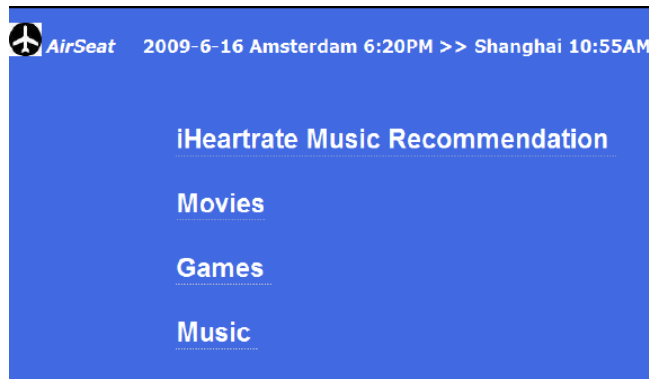 AirSeat 2009-6-16 Amsterdam 6:20PM >> Shanghai 10:55AM
iHeartrate Music Recommendation
Movies
Games
Music